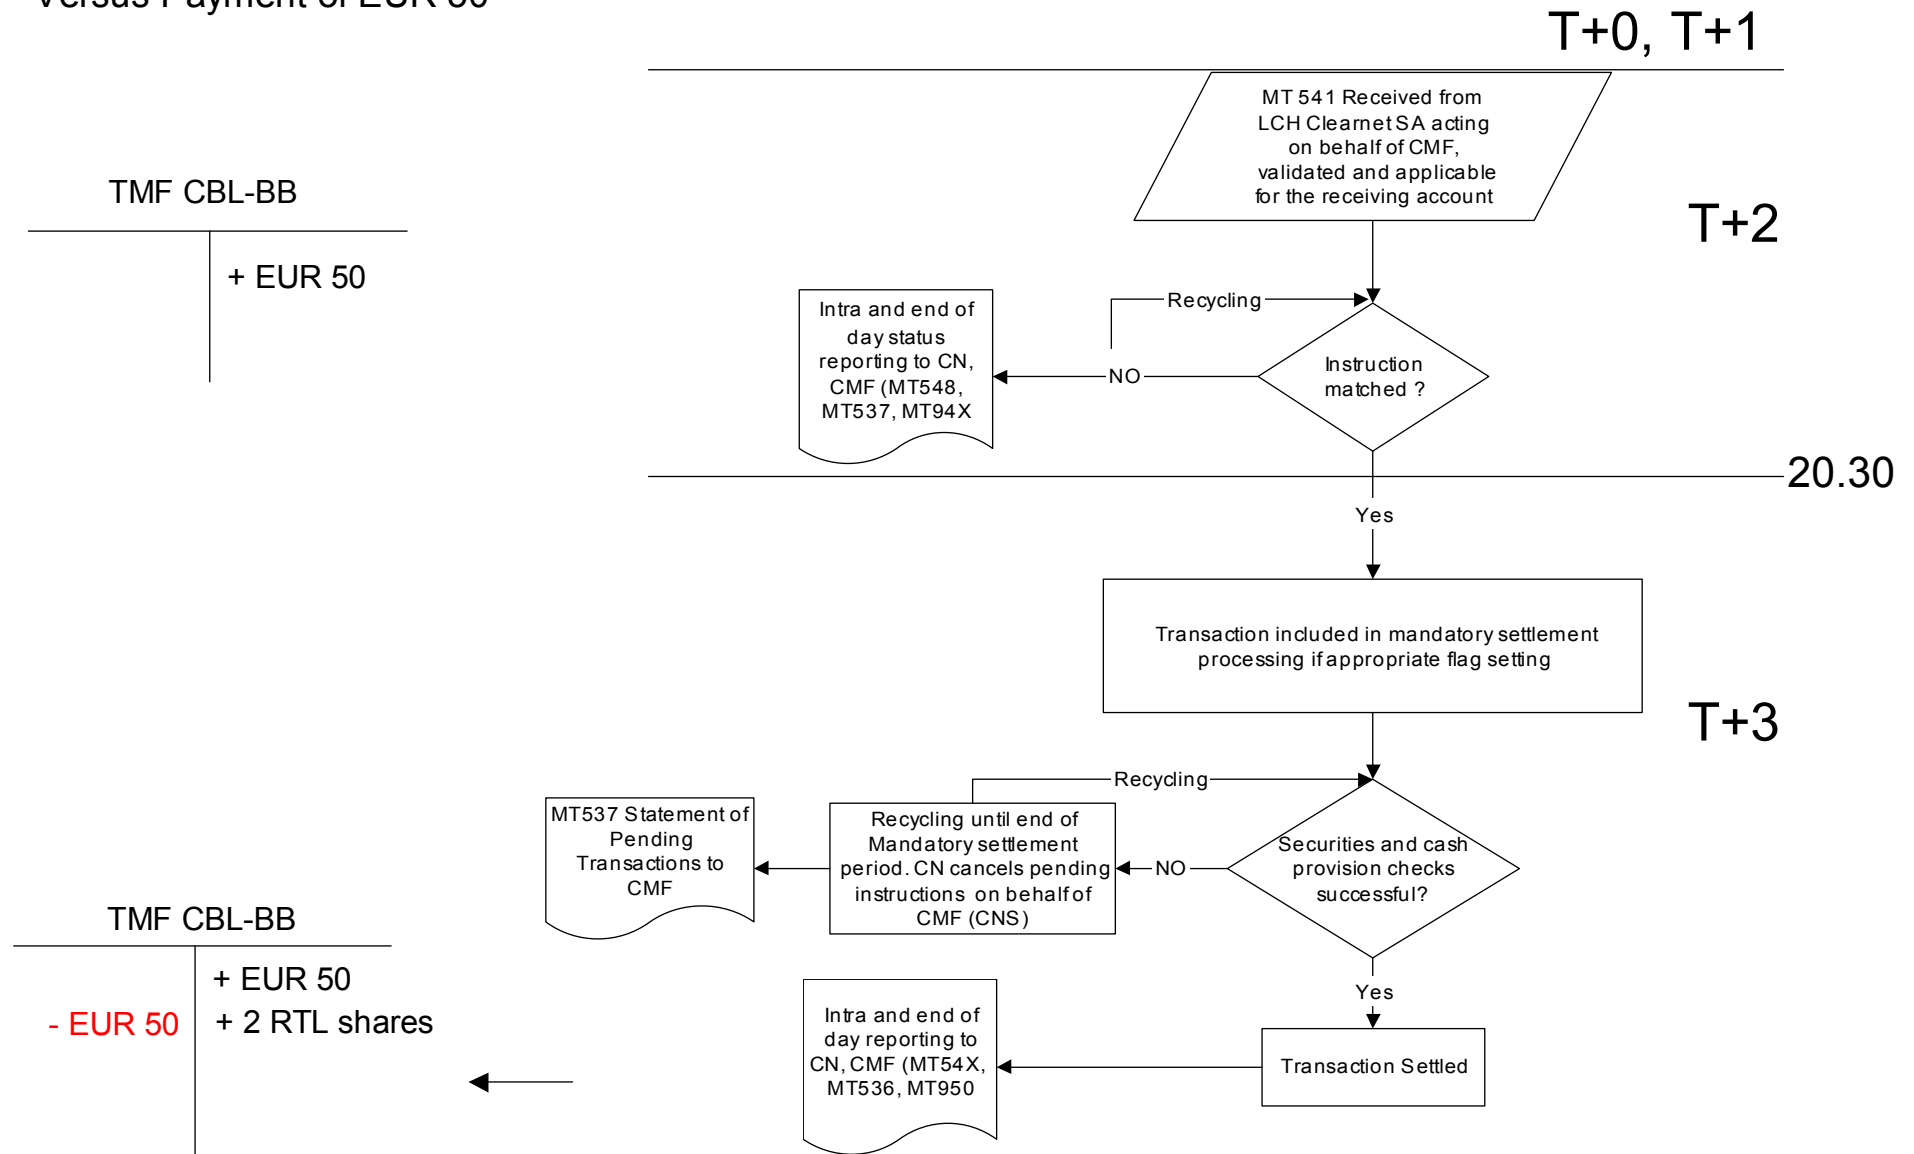 Versus Payment of EUR 50
T+0, T+1
MT 541 Received from
LCH Clearnet SA acting
on behalf of CMF,
validated and applicable
for the receiving account
TMF CBL-BB
+ EUR 50
T+2
Recycling
Intra and end of
day status
reporting to CN,
CMF (MT548,
MT537, MT94X
NO
Instruction
matched ?
20.30
Yes
Transaction included in mandatory settlement
processing if appropriate flag setting
T+3
Recycling
MT537 Statement of
Pending
Transactions to
CMF
Recycling until end of
Mandatory settlement
period. CN cancels pending
instructions on behalf of
CMF (CNS)
NO
Securities and cash
provision checks
successful?
TMF CBL-BB
+ EUR 50
- EUR 50
+ 2 RTL shares
Yes
Intra and end of
day reporting to
CN, CMF (MT54X,
MT536, MT950
Transaction Settled